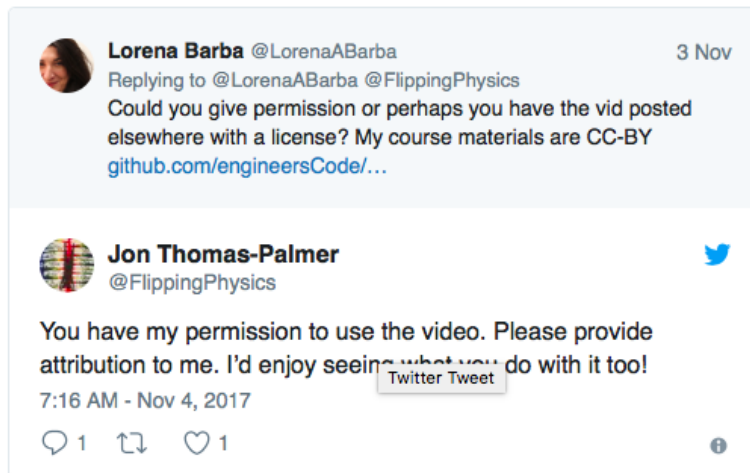 Lorena Barba @LorenaABarba 3 Nov
Replying to @LorenaABarba @FlippingPhysics
Could you give permission or perhaps you have the vid posted
elsewhere with a license? My course materials are CC-BY
github.com/engineersCode/...
Jon Thomas-Palmer
@FlippingPhysics
You have my permission to use the video. Please provide
attribution to me. I'd enjoy seeing what you do with it too!
Twitter Tweet
7:16 AM - Nov 4, 2017
1 1